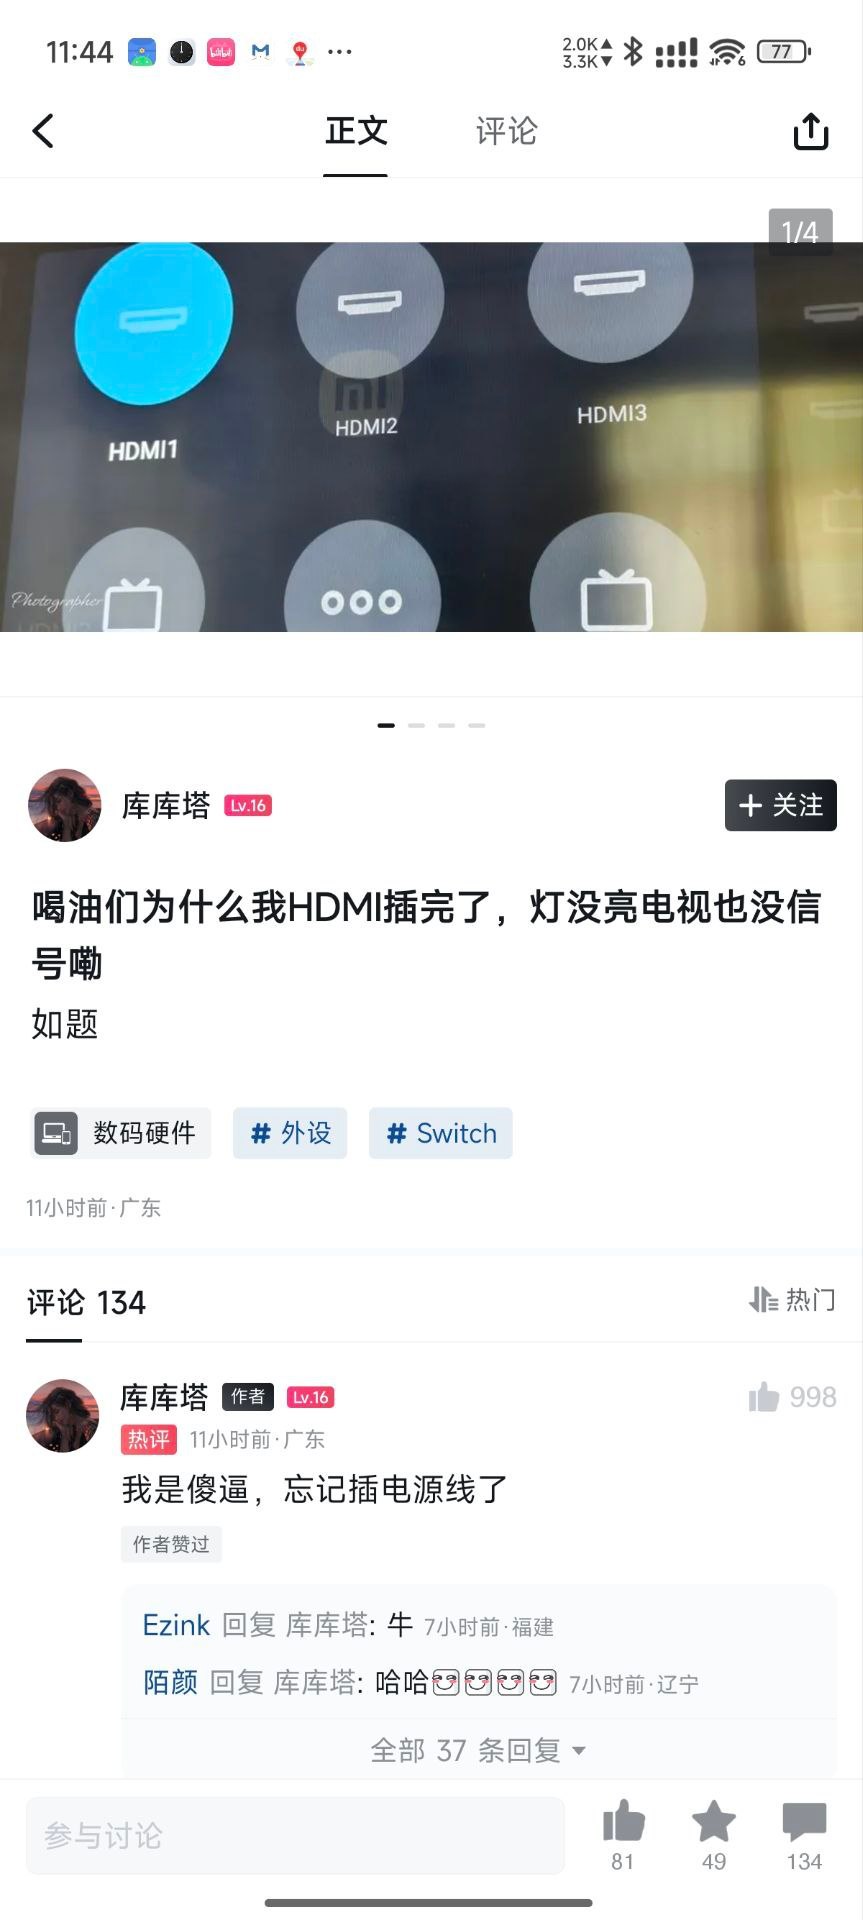 11:44
2.0K
3.3K
6
77
正文
评论
1/4
HDMI1
HDMI2
HDMI3
Photographer
库库塔 Lv.16
+ 关注
喝油们为什么我HDMI插完了，灯没亮电视也没信
号嘞
如题
数码硬件
# 外设
# Switch
11小时前·广东
评论 134
热门
库库塔 作者 Lv.16
998
热评 11小时前·广东
我是傻逼，忘记插电源线了
作者赞过
Ezink 回复 库库塔: 牛 7小时前·福建
陌颜 回复 库库塔: 哈哈 7小时前·辽宁
全部 37 条回复
参与讨论
81
49
134